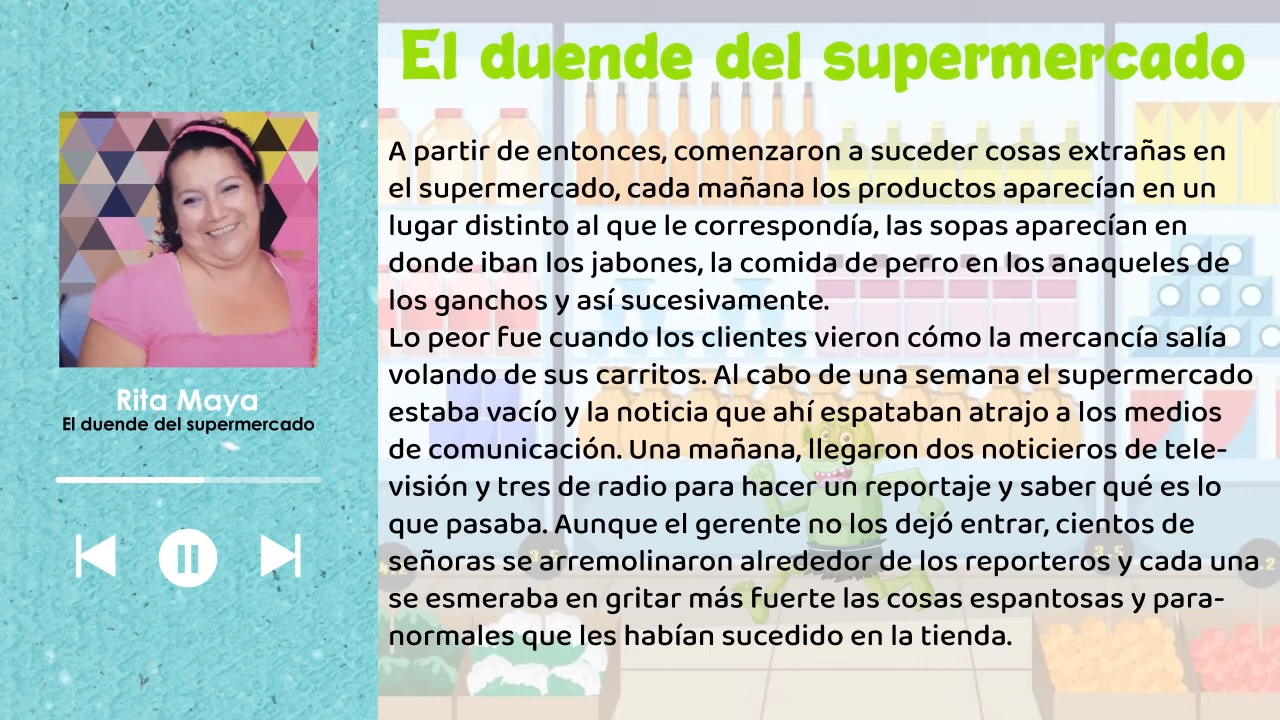 El duende del supermercado
A partir de entonces, comenzaron a suceder cosas extrañas en
el supermercado, cada mañana los productos aparecían en un
lugar distinto al que le correspondía, las sopas aparecían en
donde iban los jabones, la comida de perro en los anaqueles de
los ganchos y así sucesivamente.
Lo peor fue cuando los clientes vieron cómo la mercancía salía
volando de sus carritos. Al cabo de una semana el supermercado
estaba vacío y la noticia que ahí espataban atrajo a los medios
de comunicación. Una mañana, llegaron dos noticieros de tele-
visión y tres de radio para hacer un reportaje y saber qué es lo
que pasaba. Aunque el gerente no los dejó entrar, cientos de
señoras se arremolinaron alrededor de los reporteros y cada una
se esmeraba en gritar más fuerte las cosas espantosas y para-
normales que les habían sucedido en la tienda.
Rita Maya
El duende del supermercado